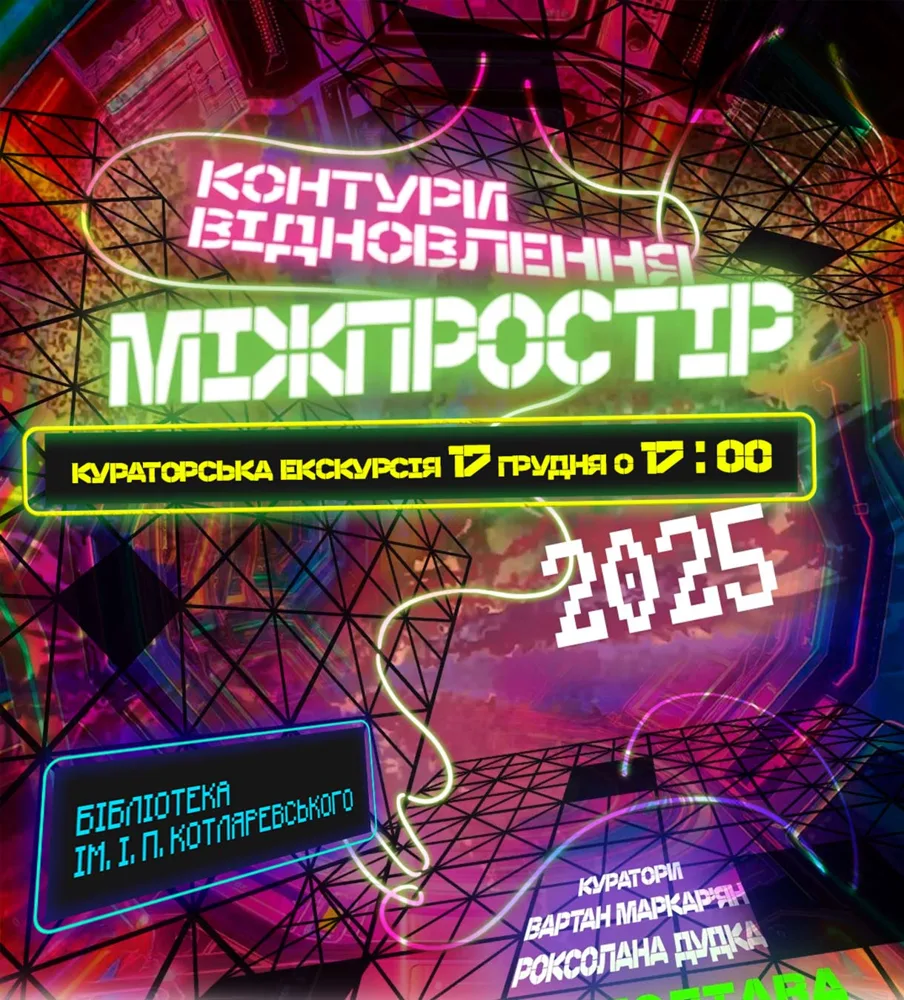 КОНТУРИ
ВІДНОВЛЕННЯ
МІЖПРОСТІР
КУРАТОРСЬКА ЕКСКУРСІЯ 17 ГРУДНЯ О 17:00
2025
БІБЛІОТЕКА
ІМ. І. П. КОТЛЯРЕВСЬКОГО
КУРАТОРИ
ВАРТАН МАРКАР'ЯН
РОКСОЛАНА ДУДКА